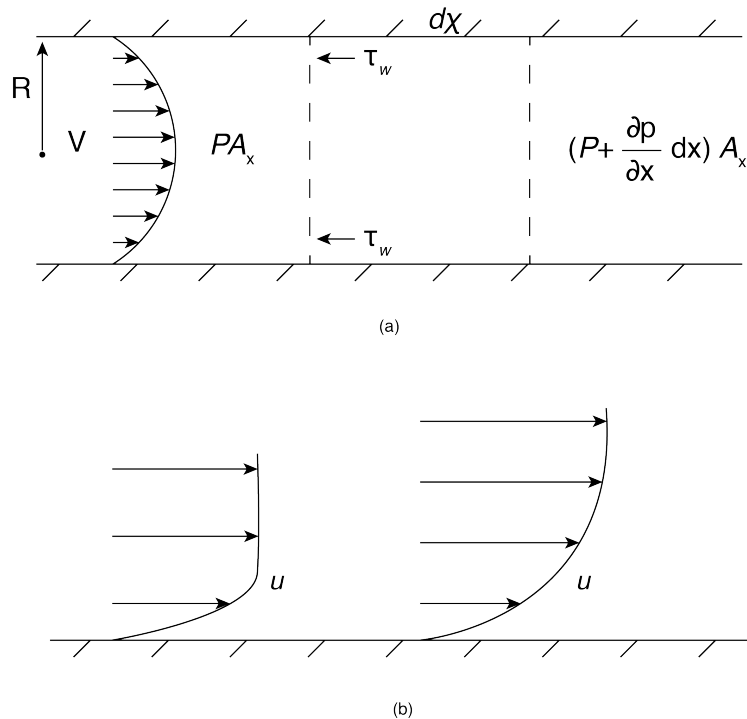 dχ
τw
R
V
PAx
(P+ ∂p/∂x dx) Ax
τw
(a)
u
u
(b)